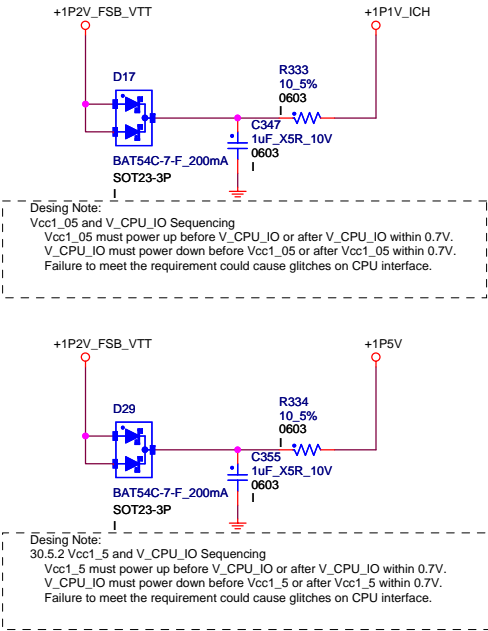 +1P2V_FSB_VTT
+1P1V_ICH
D17
R333
10_5%
0603
I
C347
1uF_X5R_10V
0603
I
BAT54C-7-F_200mA
SOT23-3P
I
Desing Note:
Vcc1_05 and V_CPU_IO Sequencing
Vcc1_05 must power up before V_CPU_IO or after V_CPU_IO within 0.7V.
V_CPU_IO must power down before Vcc1_05 or after Vcc1_05 within 0.7V.
Failure to meet the requirement could cause glitches on CPU interface.
+1P2V_FSB_VTT
+1P5V
D29
R334
10_5%
0603
I
C355
1uF_X5R_10V
0603
I
BAT54C-7-F_200mA
SOT23-3P
I
Desing Note:
30.5.2 Vcc1_5 and V_CPU_IO Sequencing
Vcc1_5 must power up before V_CPU_IO or after V_CPU_IO within 0.7V.
V_CPU_IO must power down before Vcc1_5 or after Vcc1_5 within 0.7V.
Failure to meet the requirement could cause glitches on CPU interface.